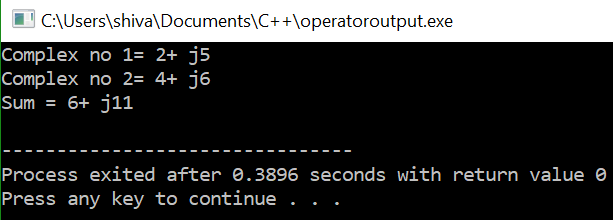 C:\Users\shiva\Documents\C++\operatoroutput.exe
Complex no 1= 2+ j5
Complex no 2= 4+ j6
Sum = 6+ j11
--------------------------------
Process exited after 0.3896 seconds with return value 0
Press any key to continue . . .